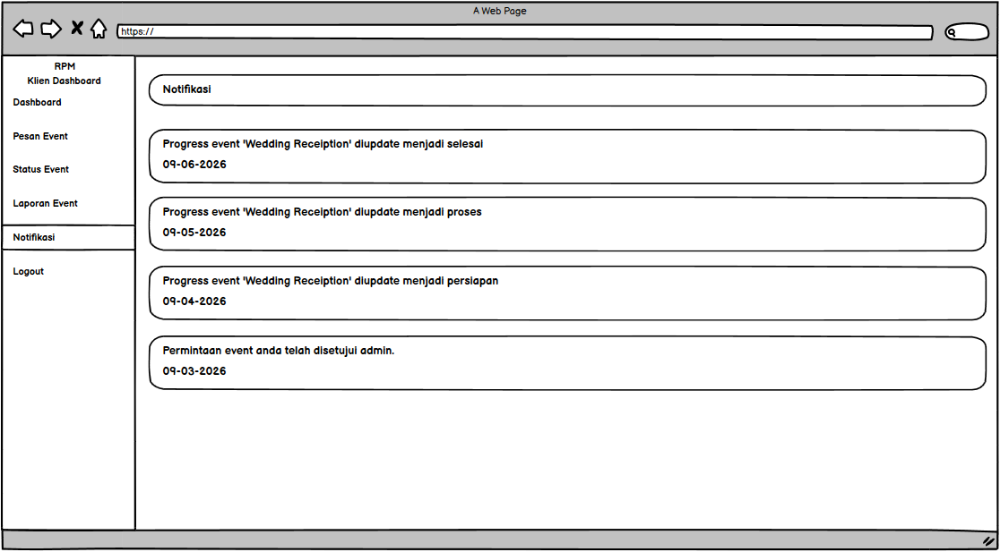 A Web Page
https://
RPM
Klien Dashboard
Dashboard
Pesan Event
Status Event
Laporan Event
Notifikasi
Logout
Notifikasi
Progress event 'Wedding Receiption' diupdate menjadi selesai
09-06-2026
Progress event 'Wedding Receiption' diupdate menjadi proses
09-05-2026
Progress event 'Wedding Receiption' diupdate menjadi persiapan
09-04-2026
Permintaan event anda telah disetujui admin.
09-03-2026